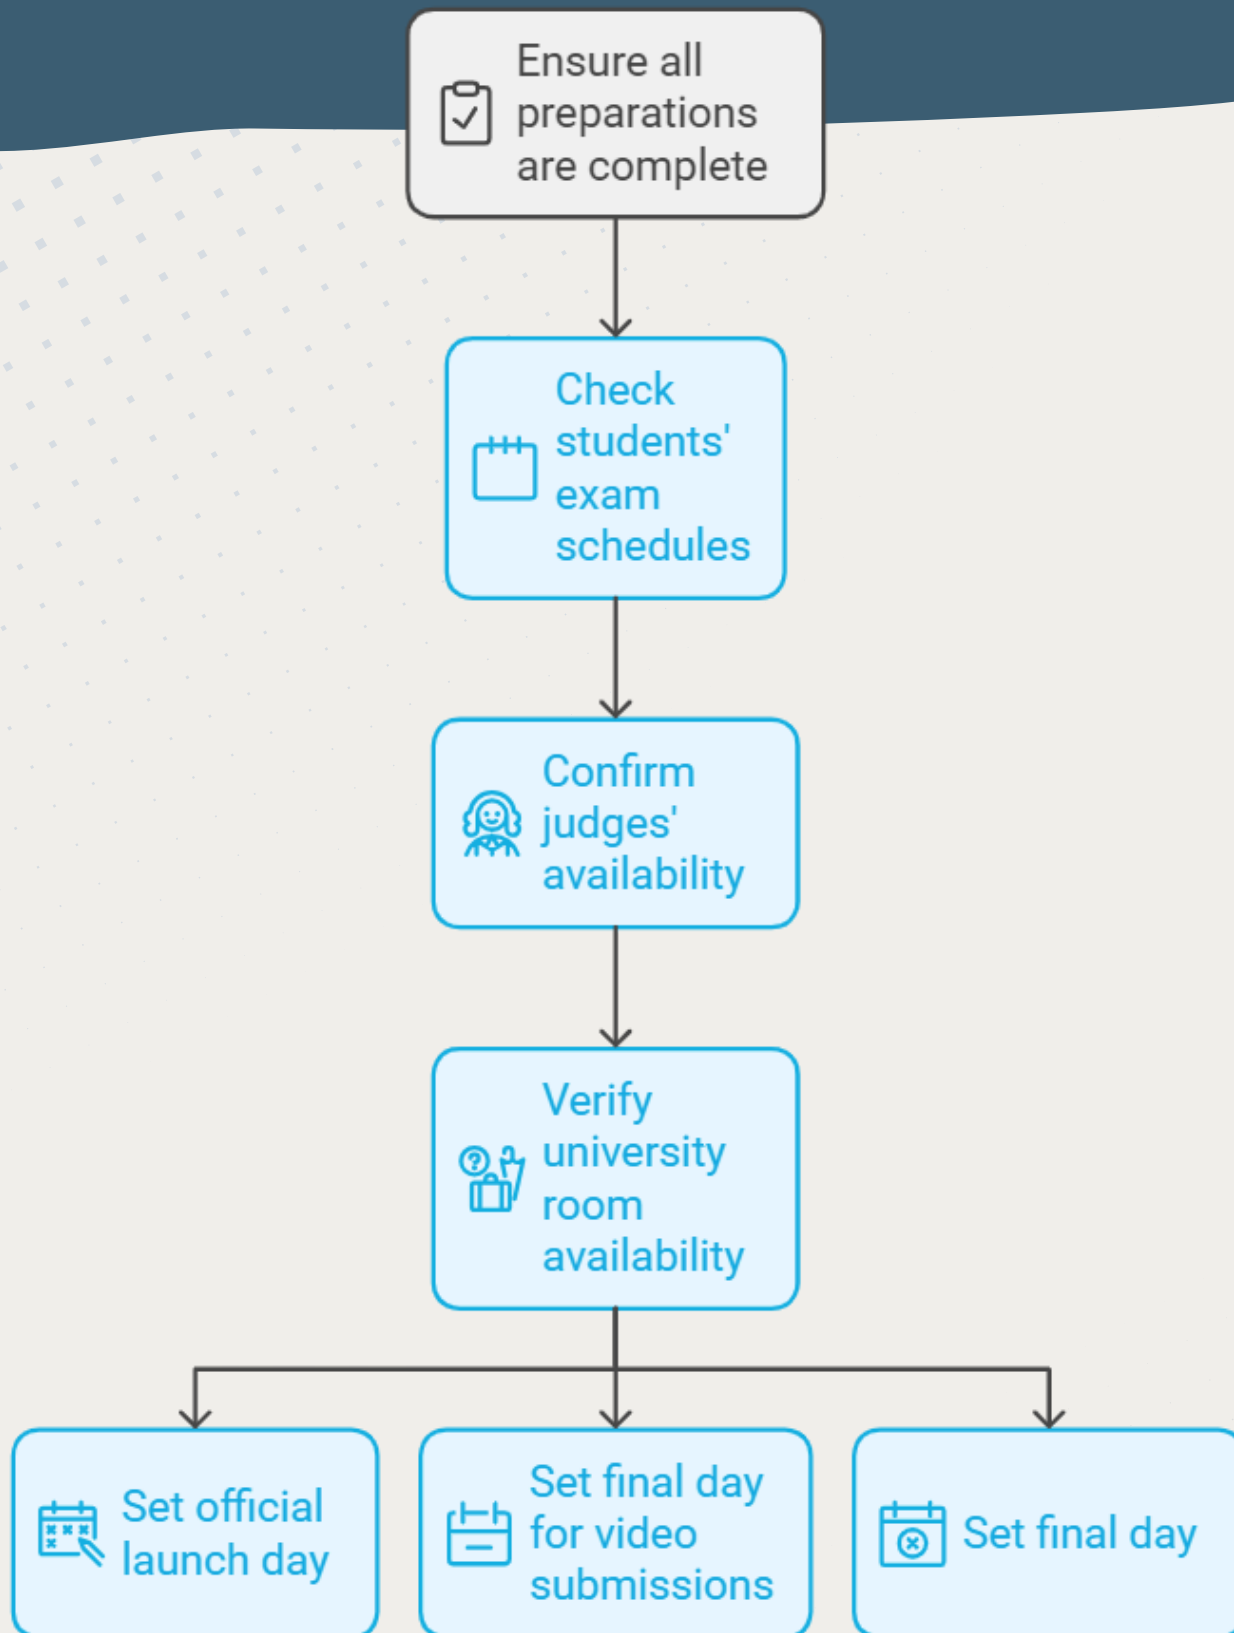 Ensure all
preparations
are complete
Check
students'
exam
schedules
Confirm
judges'
availability
Verify
university
room
availability
Set official
launch day
Set final day
for video
submissions
Set final day